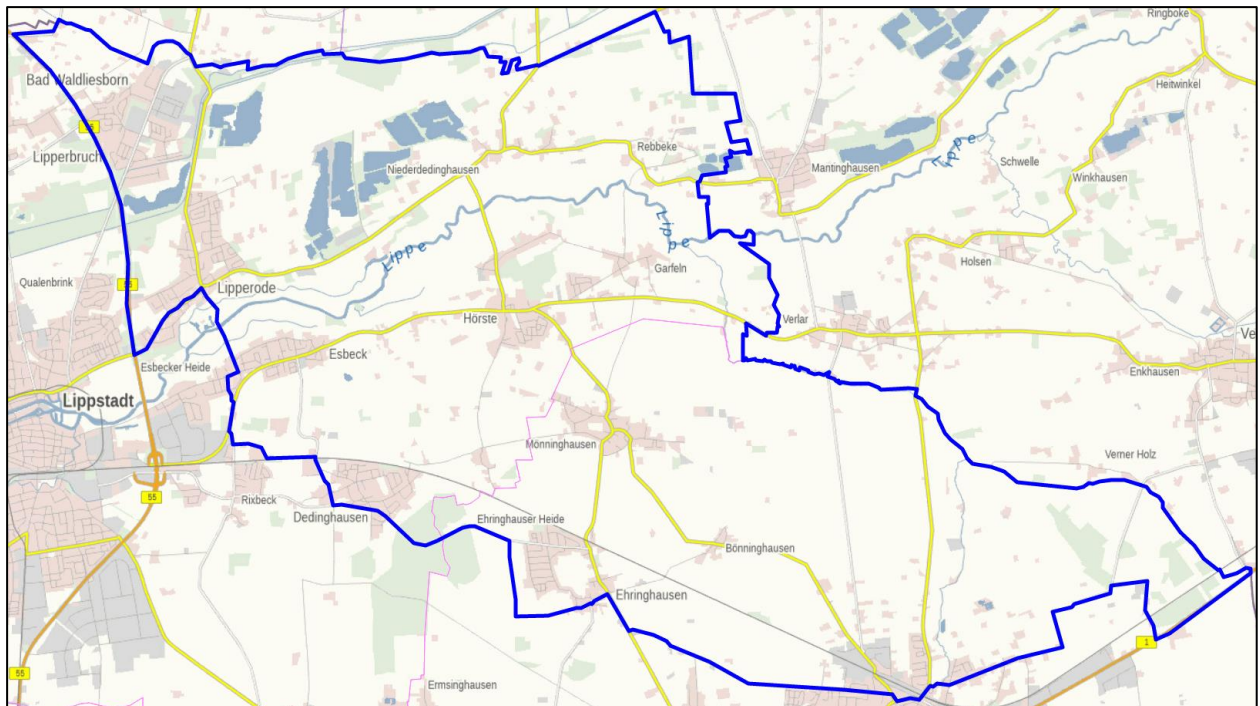 Ringboke
Bad Waldliesborn
Heitwinkel
Lipperbruch
Rebbeke
Lippe
Niederdedinghausen
Mantinghausen
Schwelle
Winkhausen
Lippe
Lippe
Garfeln
Holsen
Qualenbrink
Lipperode
Hörste
Verlar
Ve
Esbeck
Esbecker Heide
Enkhausen
Lippstadt
Mönninghausen
Verner Holz
55
Rixbeck
Dedinghausen
Ehringhauser Heide
Bönninghausen
Ehringhausen
1
55
Ermsinghausen